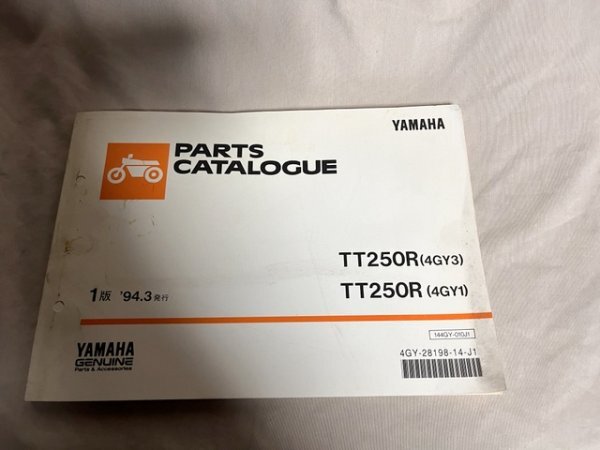 YAMAHA
PARTS
CATALOGUE
TT250R (4GY3)
TT250R (4GY1)
1版 '94.3発行
144GY-010J1
4GY-28198-14-J1
YAMAHA
GENUINE
Parts & Accessories